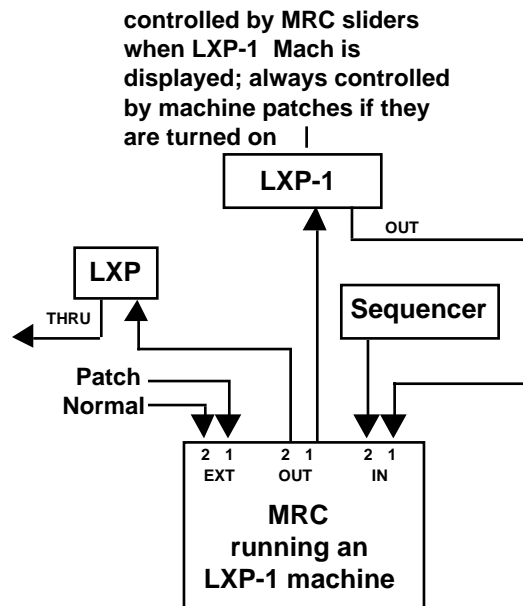 controlled by MRC sliders
when LXP-1 Mach is
displayed; always controlled
by machine patches if they
are turned on
LXP-1
OUT
LXP
THRU
Sequencer
Patch
Normal
2 1 2 1 2 1
EXT OUT IN
MRC
running an
LXP-1 machine